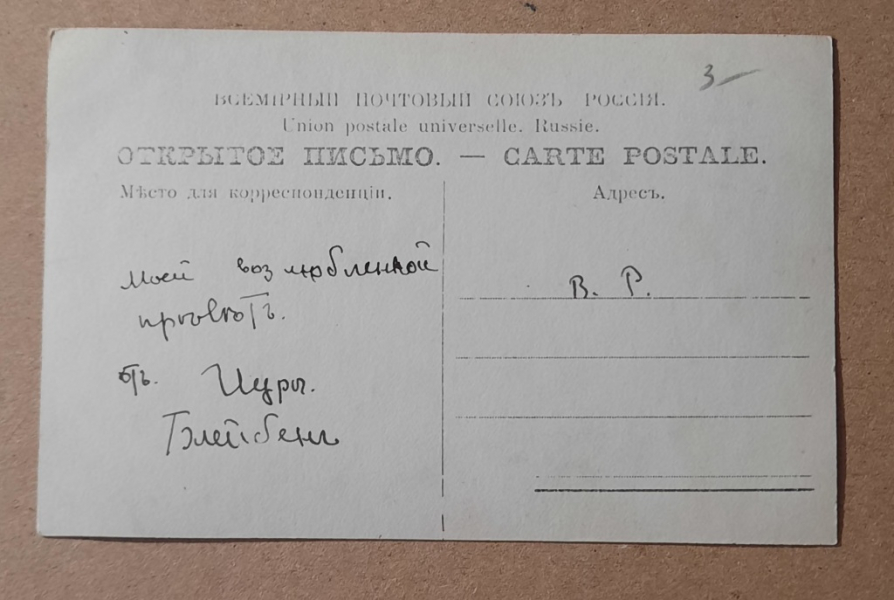 3
ВСЕМІРНЫЙ ПОЧТОВЫЙ СОЮЗЪ РОССІЯ.
Union postale universelle. Russie.
ОТКРЫТОЕ ПИСЬМО. — CARTE POSTALE.
Мѣсто для корреспонденціи.
Адресъ.
Моей возлюбленной
от.
В. Р.